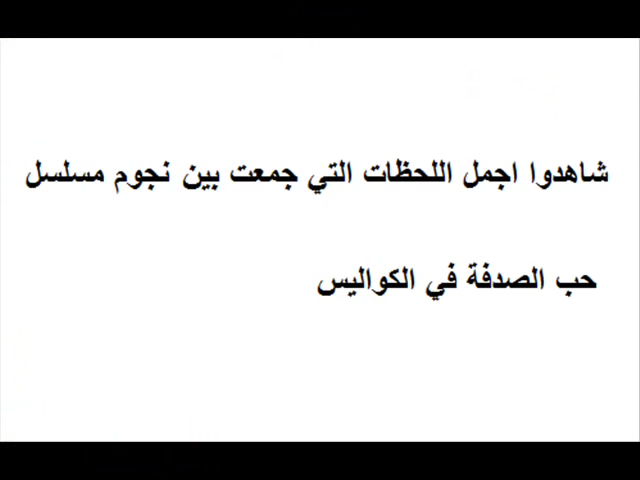 شاهدوا اجمل اللحظات التي جمعت بين نجوم مسلسل
حب الصدفة في الكواليس